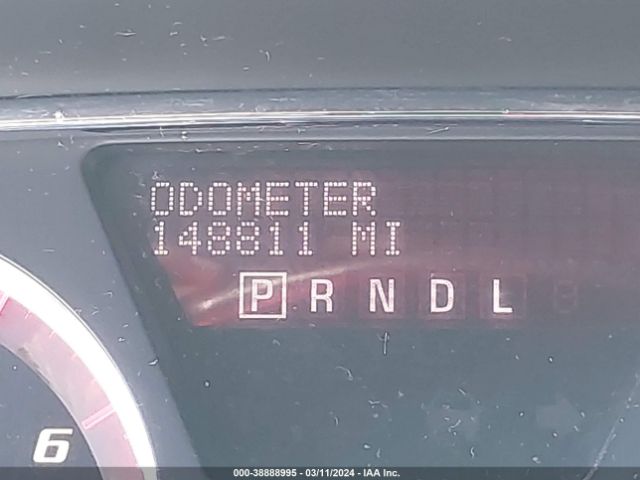 ODOMETER
148811 MI
P R N D L
6
000-38888995 - 03/11/2024 - IAA Inc.